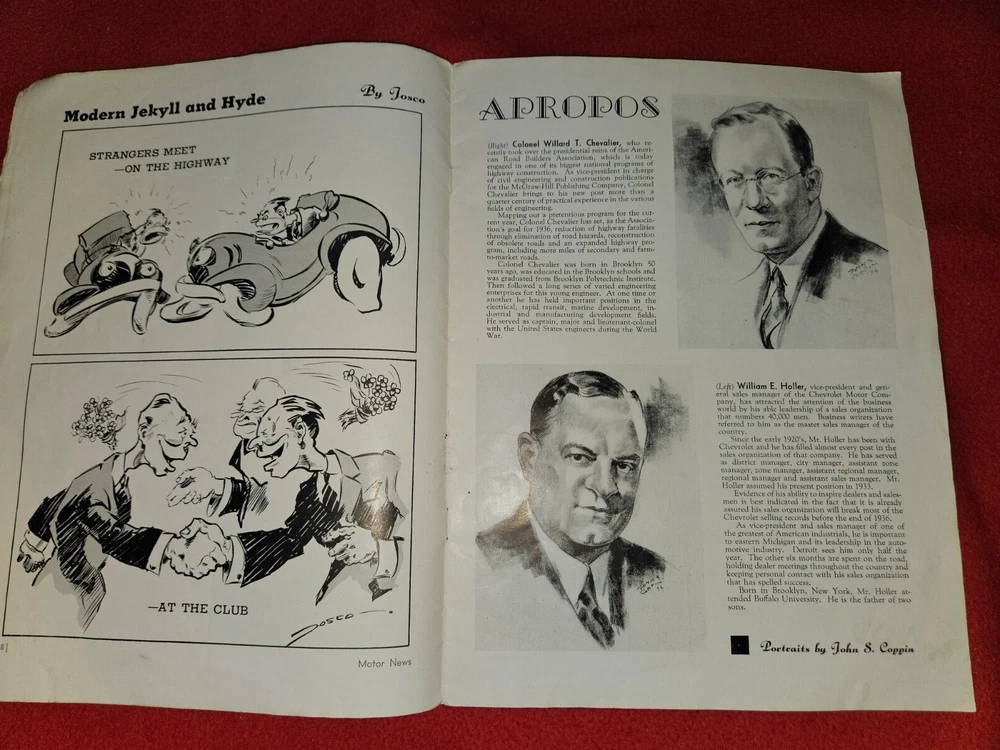 Modern Jekyll and Hyde
By Josco
STRANGERS MEET
—ON THE HIGHWAY
—AT THE CLUB
JOSCO
8]
Motor News
APROPOS
(Right) Colonel Willard T. Chevalier, who re-
cently took over the presidential reins of the Ameri-
can Road Builders Association, which is today
engaged in one of its biggest national programs of
highway construction. As vice-president in charge
of civil engineering and construction publications
for the McGraw-Hill Publishing Company, Colonel
Chevalier brings to his new post more than a
quarter century of practical experience in the various
fields of engineering.
Mapping out a pretentious program for the cur-
rent year, Colonel Chevalier has set, as the Associa-
tion's goal for 1936, reduction of highway fatalities
through elimination of road hazards, reconstruction
of obsolete roads and an expanded highway pro-
gram, including more miles of secondary and farm-
to-market roads.
Colonel Chevalier was born in Brooklyn 50
years ago, was educated in the Brooklyn schools and
was graduated from Brooklyn Polytechnic Institute.
Then followed a long series of varied engineering
enterprises for this young engineer. At one time or
another he has held important positions in the
electrical, rapid transit, marine development, in-
dustrial and manufacturing development fields.
He served as captain, major and lieutenant-colonel
with the United States engineers during the World
War.
(Left) William E. Holler, vice-president and gen-
eral sales manager of the Chevrolet Motor Com-
pany, has attracted the attention of the business
world by his able leadership of a sales organization
that numbers 40,000 men. Business writers have
referred to him as the master sales manager of the
country.
Since the early 1920's, Mr. Holler has been with
Chevrolet and he has filled almost every post in the
sales organization of that company. He has served
as district manager, city manager, assistant zone
manager, zone manager, assistant regional manager,
regional manager and assistant sales manager. Mr.
Holler assumed his present position in 1933.
Evidence of his ability to inspire dealers and sales-
men is best indicated in the fact that it is already
assured his sales organization will break most of the
Chevrolet selling records before the end of 1936.
As vice-president and sales manager of one of
the greatest of American industrials, he is important
to eastern Michigan and its leadership in the auto-
motive industry. Detroit sees him only half the
year. The other six months are spent on the road,
holding dealer meetings throughout the country and
keeping personal contact with his sales organization
that has spelled success.
Born in Brooklyn, New York, Mr. Holler at-
tended Buffalo University. He is the father of two
sons.
Portraits by John S. Coppin